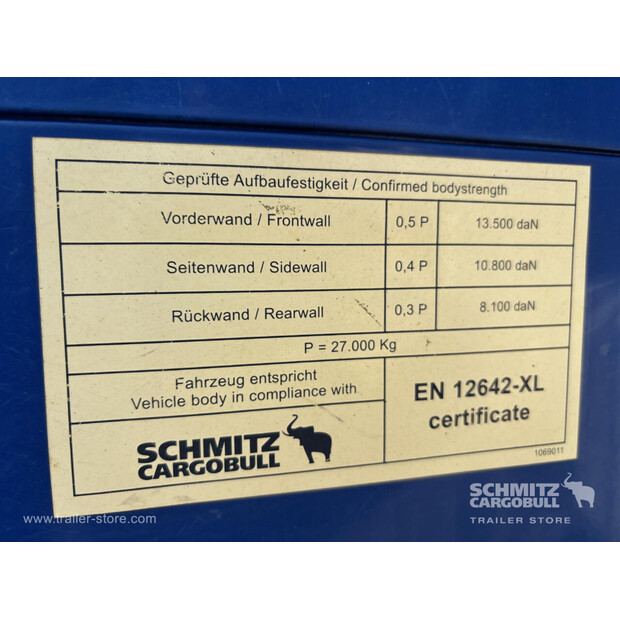 Geprüfte Aufbaufestigkeit / Confirmed bodystrength
Vorderwand / Frontwall 0,5 P 13.500 daN
Seitenwand / Sidewall 0,4 P 10.800 daN
Rückwand / Rearwall 0,3 P 8.100 daN
P = 27.000 Kg
Fahrzeug entspricht
Vehicle body in compliance with
EN 12642-XL
certificate
SCHMITZ
CARGOBULL
1069011
www.trailer-store.com
SCHMITZ
CARGOBULL
TRAILER STORE